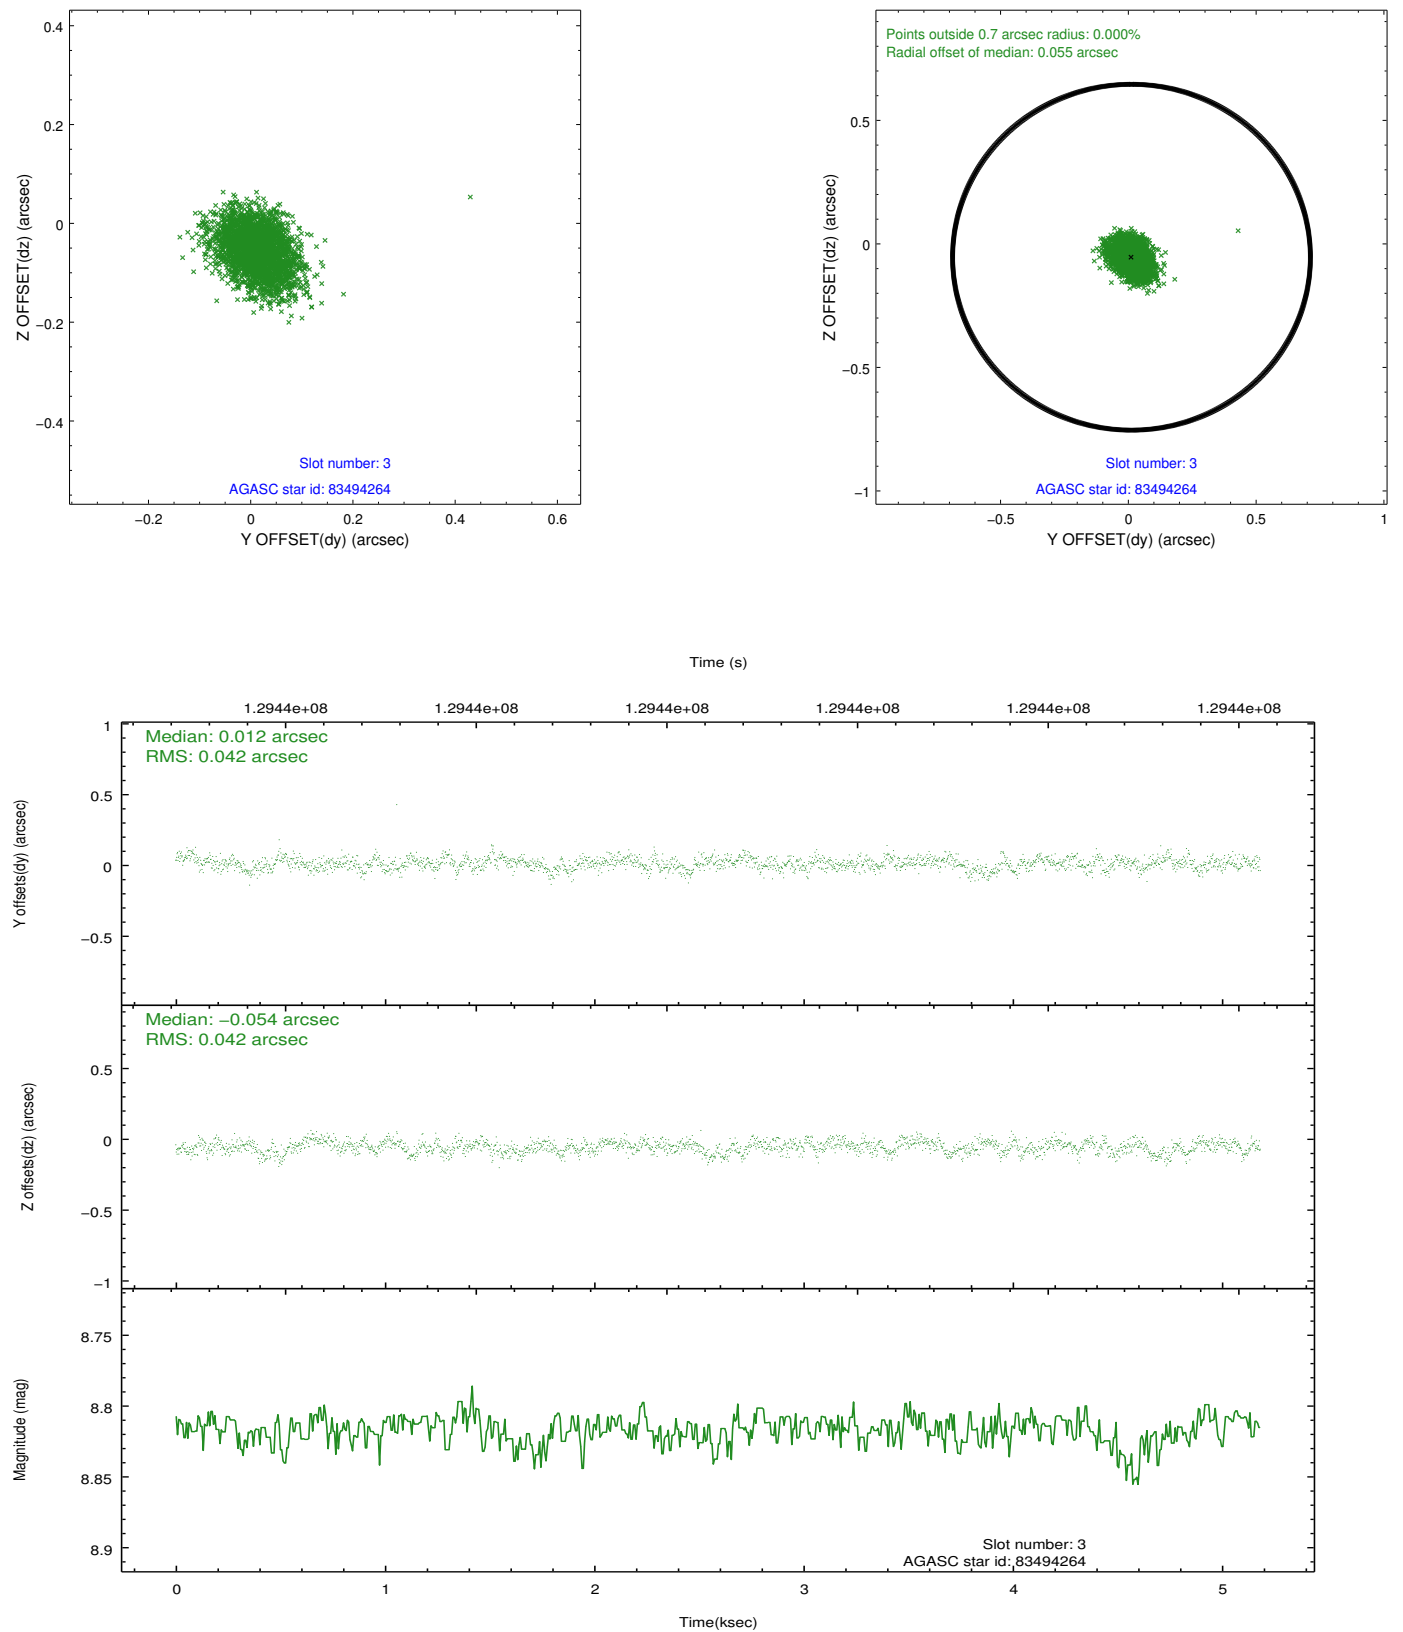 0.4
0.2
0
−0.2
−0.4
Z OFFSET(dz) (arcsec)
Slot number: 3
AGASC star id: 83494264
−0.2 0 0.2 0.4 0.6
Y OFFSET(dy) (arcsec)
Points outside 0.7 arcsec radius: 0.000%
Radial offset of median: 0.055 arcsec
0.5
0
−0.5
−1
Z OFFSET(dz) (arcsec)
Slot number: 3
AGASC star id: 83494264
−0.5 0 0.5 1
Y OFFSET(dy) (arcsec)
Time (s)
1.2944e+08 1.2944e+08 1.2944e+08 1.2944e+08 1.2944e+08 1.2944e+08
Median: 0.012 arcsec
RMS: 0.042 arcsec
1
0.5
0
−0.5
Y offsets(dy) (arcsec)
Median: −0.054 arcsec
RMS: 0.042 arcsec
0.5
0
−0.5
−1
Z offsets(dz) (arcsec)
8.75
8.8
8.85
8.9
Magnitude (mag)
Slot number: 3
AGASC star id: 83494264
0 1 2 3 4 5
Time(ksec)